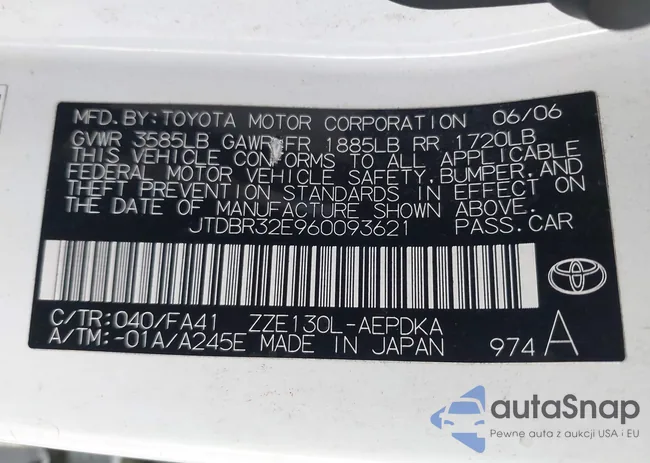 MFD.BY:TOYOTA MOTOR CORPORATION 06/06
GVWR 3585LB GAWR FR 1885LB RR 1720LB
THIS VEHICLE CONFORMS TO ALL APPLICABLE
FEDERAL MOTOR VEHICLE SAFETY,BUMPER,AND
THEFT PREVENTION STANDARDS IN EFFECT ON
THE DATE OF MANUFACTURE SHOWN ABOVE.
JTDBR32E960093621 PASS.CAR
C/TR:040/FA41 ZZE130L-AEPDKA
A/TM:-01A/A245E MADE IN JAPAN 974 A
autoSnap
Pewne auta z aukcji USA i EU